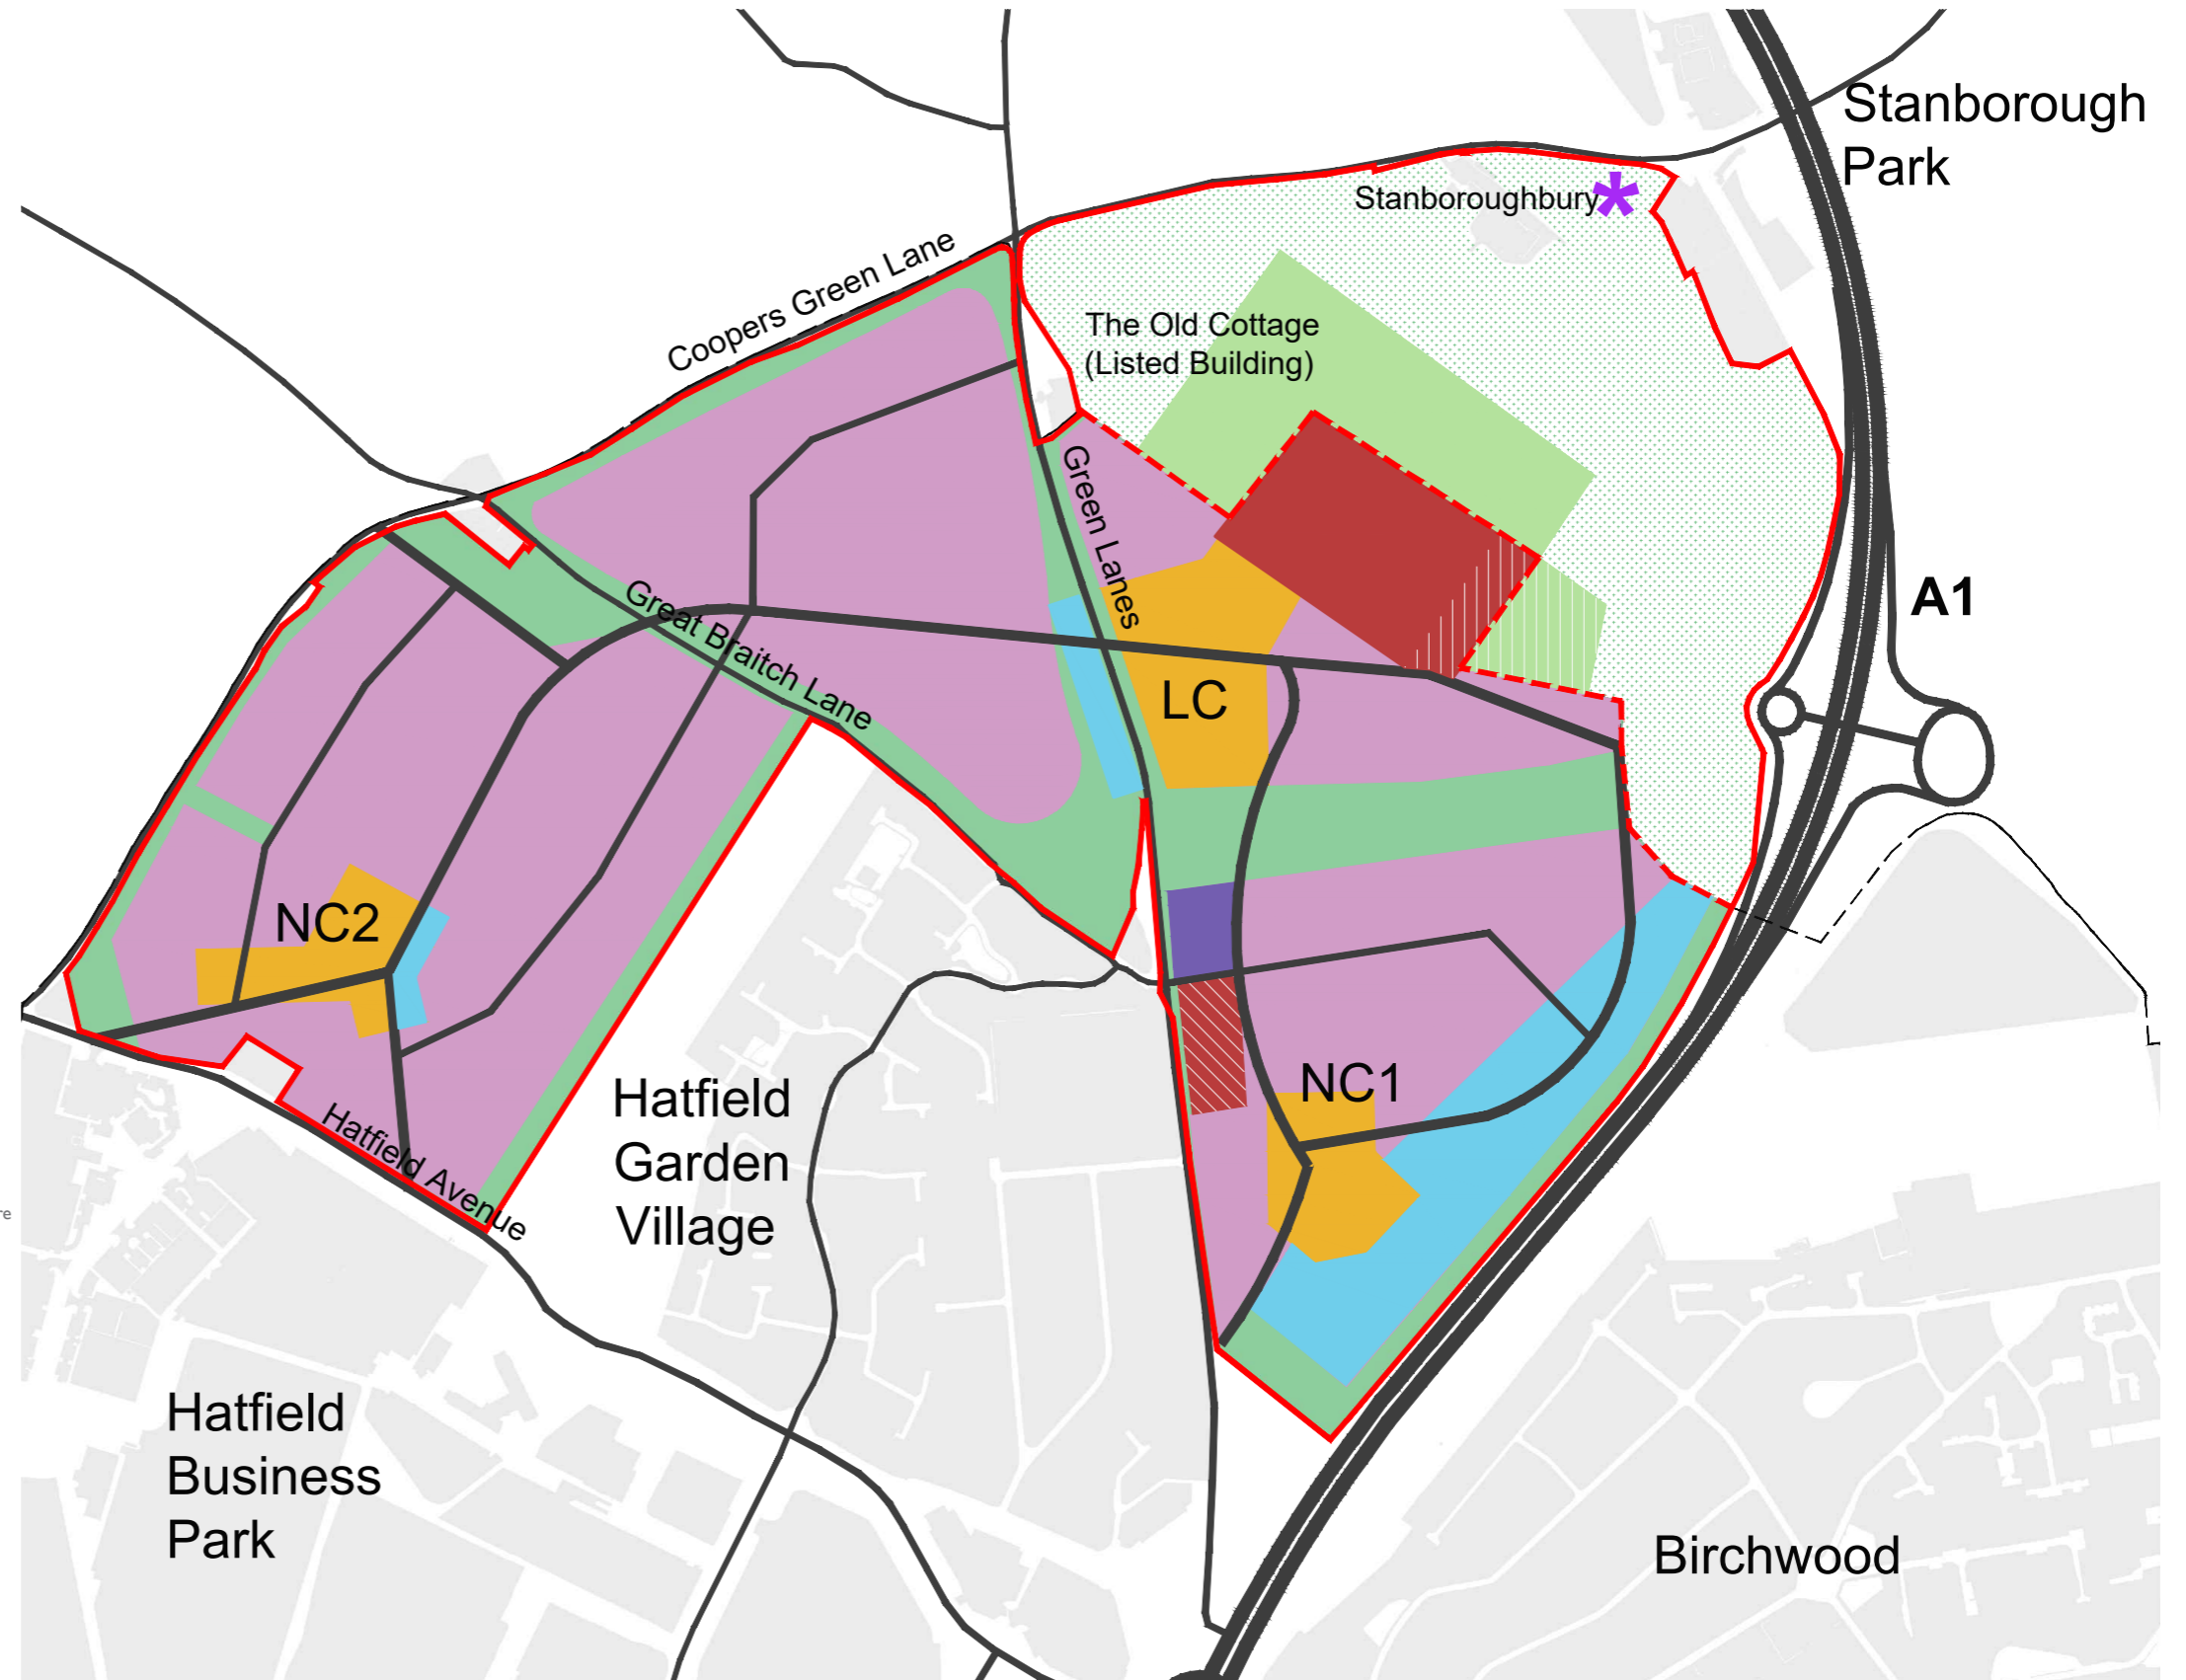 Stanborough
Park
Stanboroughbury
Coopers Green Lane
The Old Cottage
(Listed Building)
Green Lanes
A1
Great Braitch Lane
LC
NC2
NC1
Hatfield
Garden
Village
Hatfield Avenue
re
Hatfield
Business
Park
Birchwood